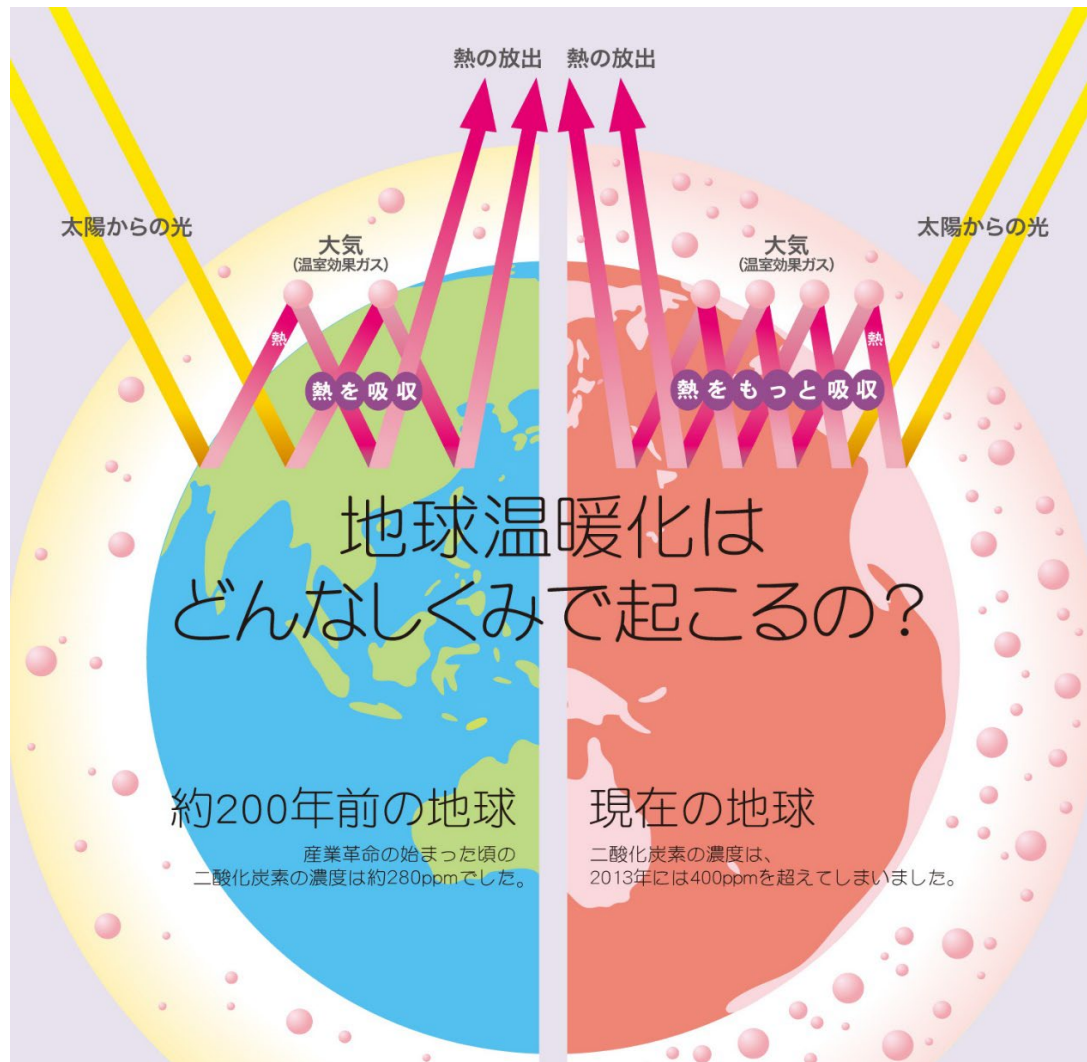 熱の放出
熱の放出
太陽からの光
大気
(温室効果ガス)
熱
熱を吸収
大気
(温室効果ガス)
太陽からの光
熱
熱をもっと吸収
地球温暖化は
どんなしくみで起こるの?
約200年前の地球
産業革命の始まった頃の
二酸化炭素の濃度は約280ppmでした。
現在の地球
二酸化炭素の濃度は、
2013年には400ppmを超えてしまいました。